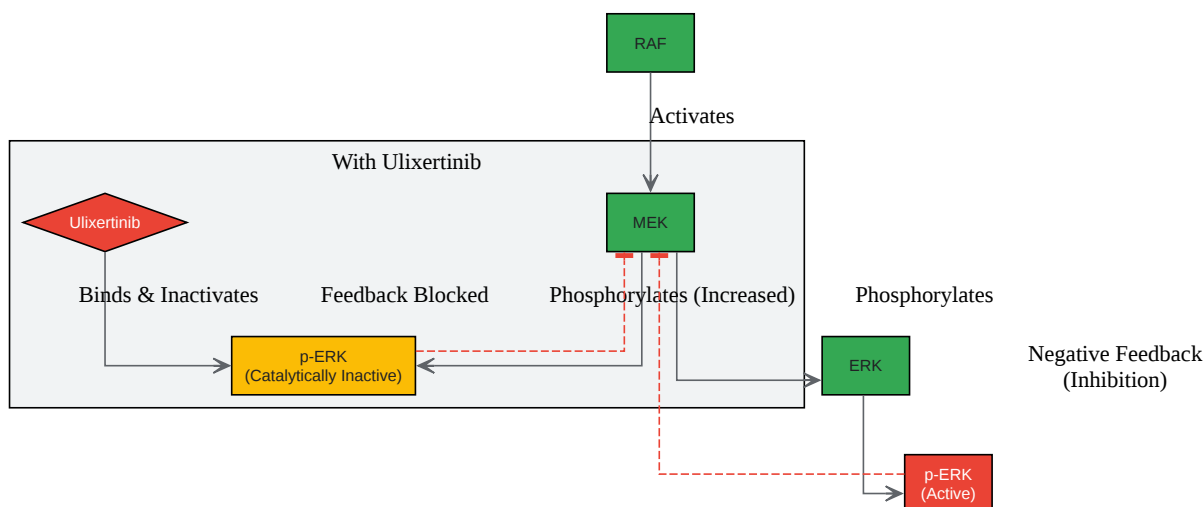 RAF
Activates
With Ulixertinib
Ulixertinib
MEK
Binds & Inactivates
Feedback Blocked
Phosphorylates (Increased)
Phosphorylates
p-ERK
(Catalytically Inactive)
ERK
Negative Feedback
(Inhibition)
p-ERK
(Active)